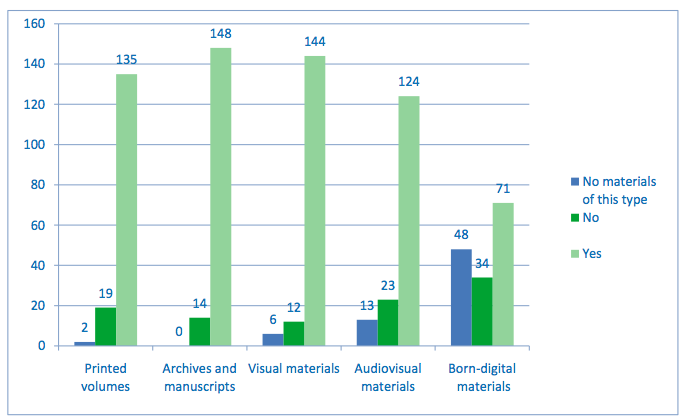 160
140
120
100
80
60
40
20
0
2
19
135
0
14
148
6
12
144
13
23
124
48
34
71
Printed
volumes
Archives and
manuscripts
Visual materials
Audiovisual
materials
Born-digital
materials
No materials
of this type
No
Yes